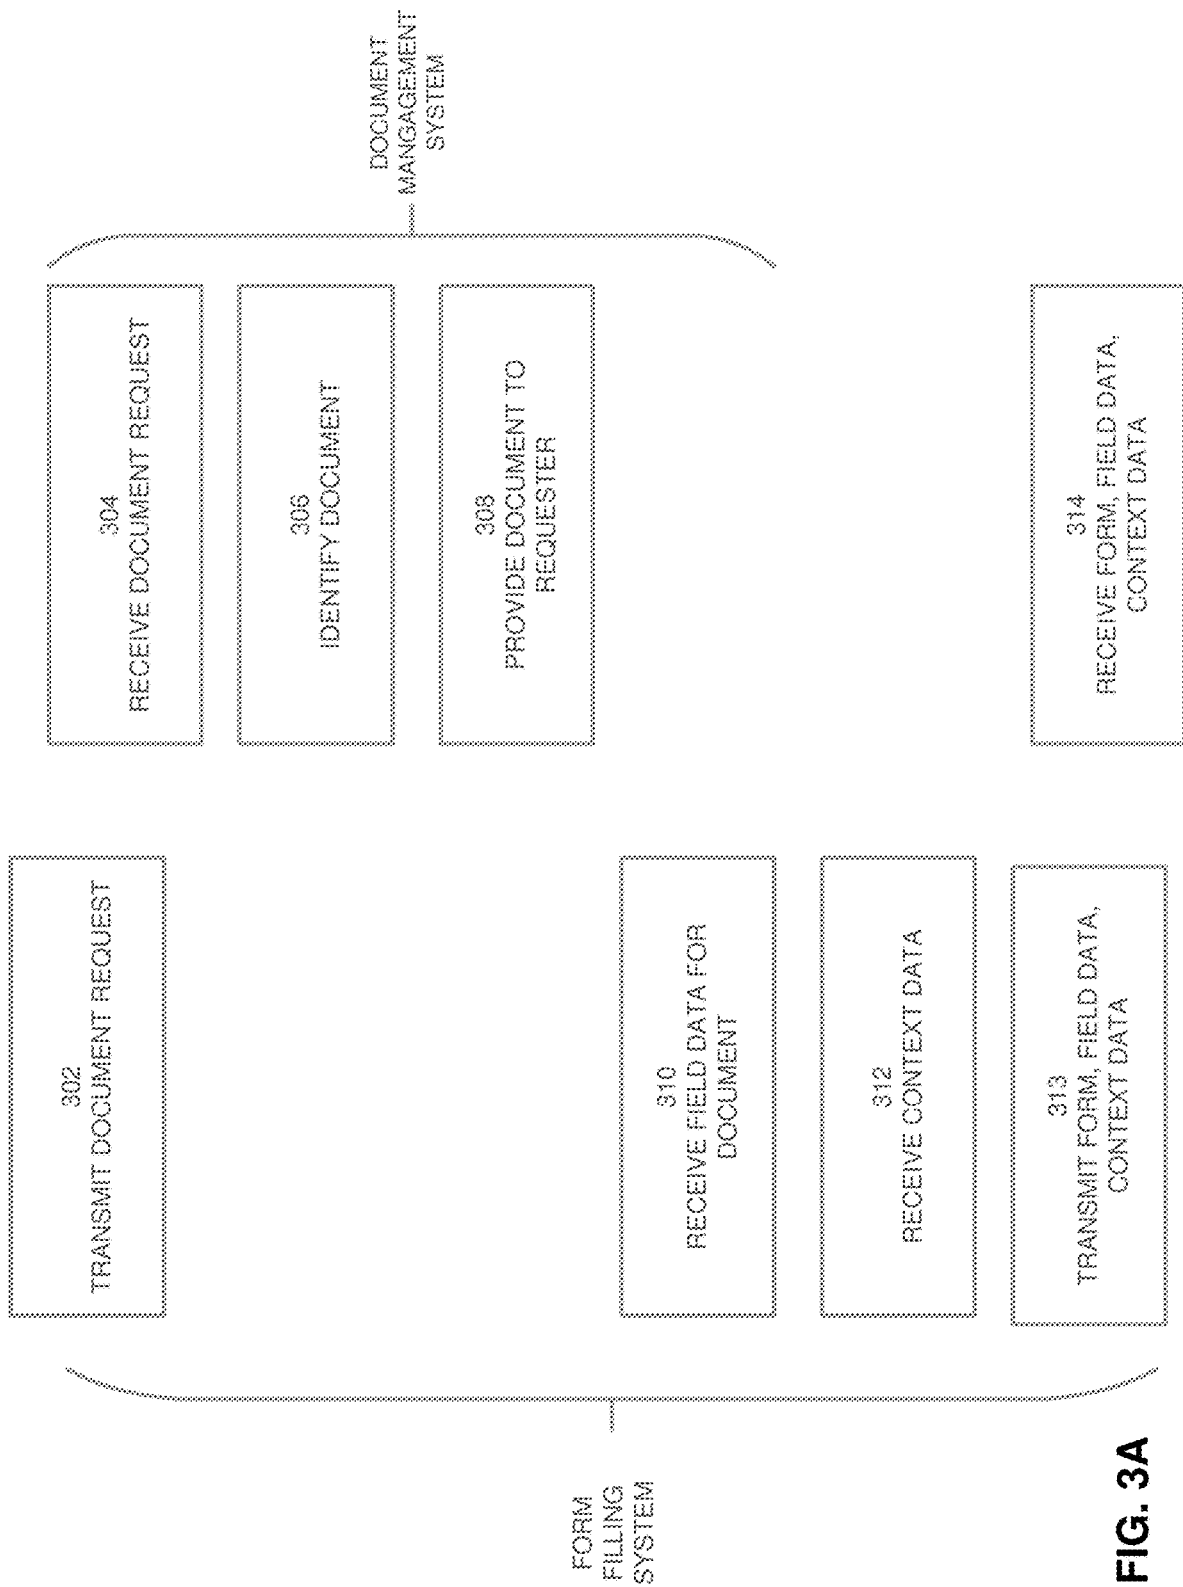 302
TRANSMIT DOCUMENT REQUEST
304
RECEIVE DOCUMENT REQUEST
306
IDENTIFY DOCUMENT
308
PROVIDE DOCUMENT TO
REQUESTER
DOCUMENT
MANGAGEMENT
SYSTEM
FORM
FILLING
SYSTEM
310
RECEIVE FIELD DATA FOR
DOCUMENT
312
RECEIVE CONTEXT DATA
313
TRANSMIT FORM, FIELD DATA,
CONTEXT DATA
314
RECEIVE FORM, FIELD DATA,
CONTEXT DATA
FIG. 3A